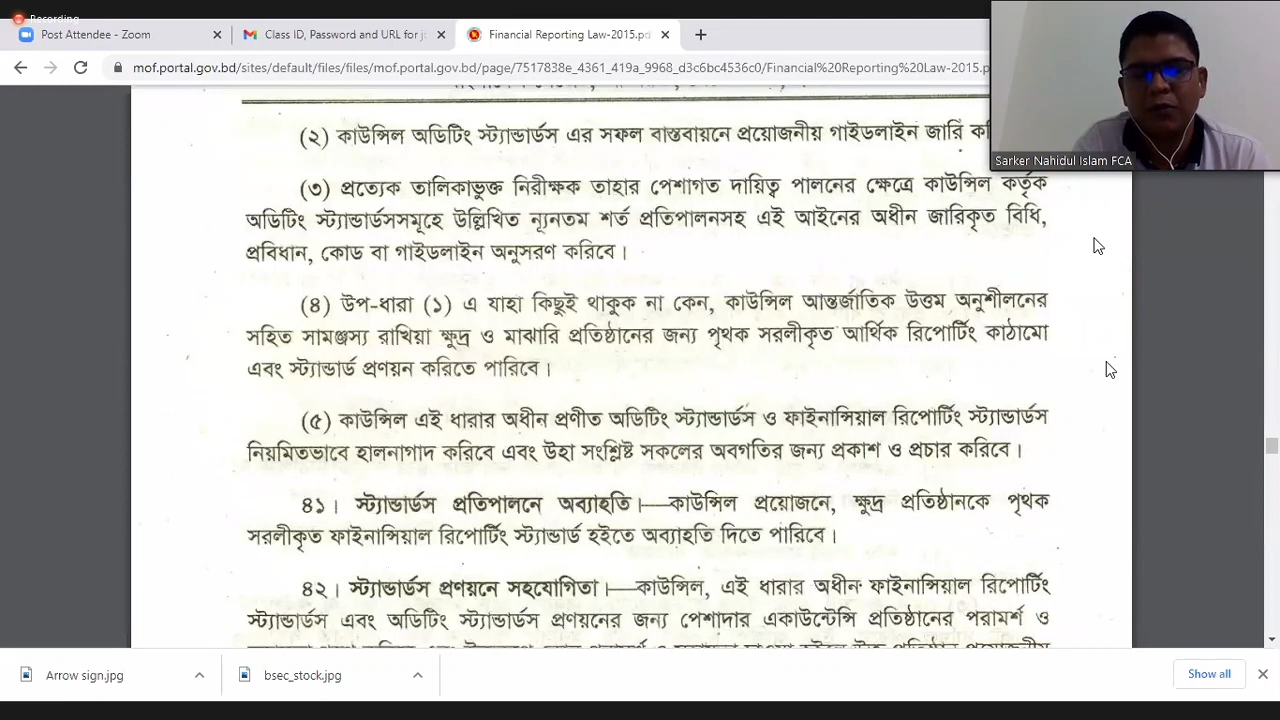 Recording
Post Attendee - Zoom
Class ID, Password and URL for j
Financial Reporting Law-2015.pd
mof.portal.gov.bd/sites/default/files/files/mof.portal.gov.bd/page/7517838e_4361_419a_9968_d3c6bc4536c0/Financial%20Reporting%20Law-2015.p
(২) কাউন্সিল অডিটিং স্ট্যান্ডার্ডস এর সফল বাস্তবায়নে প্রয়োজনীয় গাইডলাইন জারি
(৩) প্রত্যেক তালিকাভুক্ত নিরীক্ষক তাহার পেশাগত দায়িত্ব পালনের ক্ষেত্রে কাউন্সিল কর্তৃক
অডিটিং স্ট্যান্ডার্ডসসমূহে উল্লিখিত ন্যূনতম শর্ত প্রতিপালনসহ এই আইনের অধীন জারিকৃত বিধি,
প্রবিধান, কোড বা গাইডলাইন অনুসরণ করিবে।
(৪) উপ-ধারা (১) এ যাহা কিছুই থাকুক না কেন, কাউন্সিল আন্তর্জাতিক উত্তম অনুশীলনের
সহিত সামঞ্জস্য রাখিয়া ক্ষুদ্র ও মাঝারি প্রতিষ্ঠানের জন্য পৃথক সরলীকৃত আর্থিক রিপোর্টিং কাঠামো
এবং স্ট্যান্ডার্ড প্রণয়ন করিতে পারিবে।
(৫) কাউন্সিল এই ধারার অধীন প্রণীত অডিটিং স্ট্যান্ডার্ডস ও ফাইনান্সিয়াল রিপোর্টিং স্ট্যান্ডার্ডস
নিয়মিতভাবে হালনাগাদ করিবে এবং উহা সংশ্লিষ্ট সকলের অবগতির জন্য প্রকাশ ও প্রচার করিবে।
৪১। স্ট্যান্ডার্ডস প্রতিপালনে অব্যাহতি।—কাউন্সিল প্রয়োজনে, ক্ষুদ্র প্রতিষ্ঠানকে পৃথক
সরলীকৃত ফাইনান্সিয়াল রিপোর্টিং স্ট্যান্ডার্ড হইতে অব্যাহতি দিতে পারিবে।
৪২। স্ট্যান্ডার্ডস প্রণয়নে সহযোগিতা।—কাউন্সিল, এই ধারার অধীন ফাইনান্সিয়াল রিপোর্টিং
স্ট্যান্ডার্ডস এবং অডিটিং স্ট্যান্ডার্ডস প্রণয়নের জন্য পেশাদার একাউন্টেন্সি প্রতিষ্ঠানের পরামর্শ ও
Sarker Nahidul Islam FCA
Arrow sign.jpg
bsec_stock.jpg
Show all